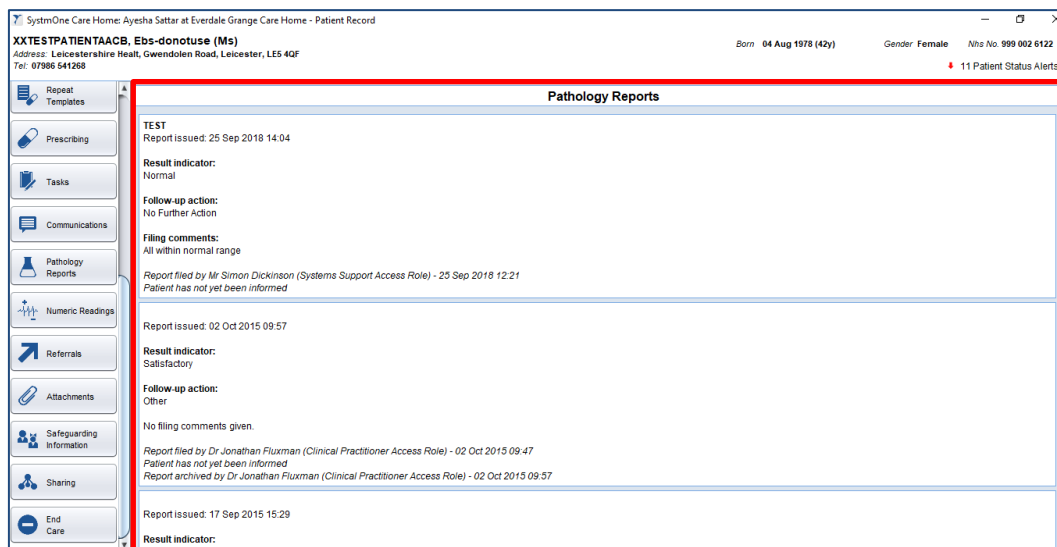 SystmOne Care Home: Ayesha Sattar at Everdale Grange Care Home - Patient Record
XXTESTPATIENTAACB, Ebs-donotuse (Ms)
Born 04 Aug 1978 (42y) Gender Female Nhs No. 999 002 6122
Address: Leicestershire Healt, Gwendolen Road, Leicester, LE5 4QF
Tel: 07986 541268
11 Patient Status Alerts
Repeat
Templates
Prescribing
Tasks
Communications
Pathology
Reports
Numeric Readings
Referrals
Attachments
Safeguarding
Information
Sharing
End
Care
Pathology Reports
TEST
Report issued: 25 Sep 2018 14:04
Result indicator:
Normal
Follow-up action:
No Further Action
Filing comments:
All within normal range
Report filed by Mr Simon Dickinson (Systems Support Access Role) - 25 Sep 2018 12:21
Patient has not yet been informed
Report issued: 02 Oct 2015 09:57
Result indicator:
Satisfactory
Follow-up action:
Other
No filing comments given.
Report filed by Dr Jonathan Fluxman (Clinical Practitioner Access Role) - 02 Oct 2015 09:47
Patient has not yet been informed
Report archived by Dr Jonathan Fluxman (Clinical Practitioner Access Role) - 02 Oct 2015 09:57
Report issued: 17 Sep 2015 15:29
Result indicator: